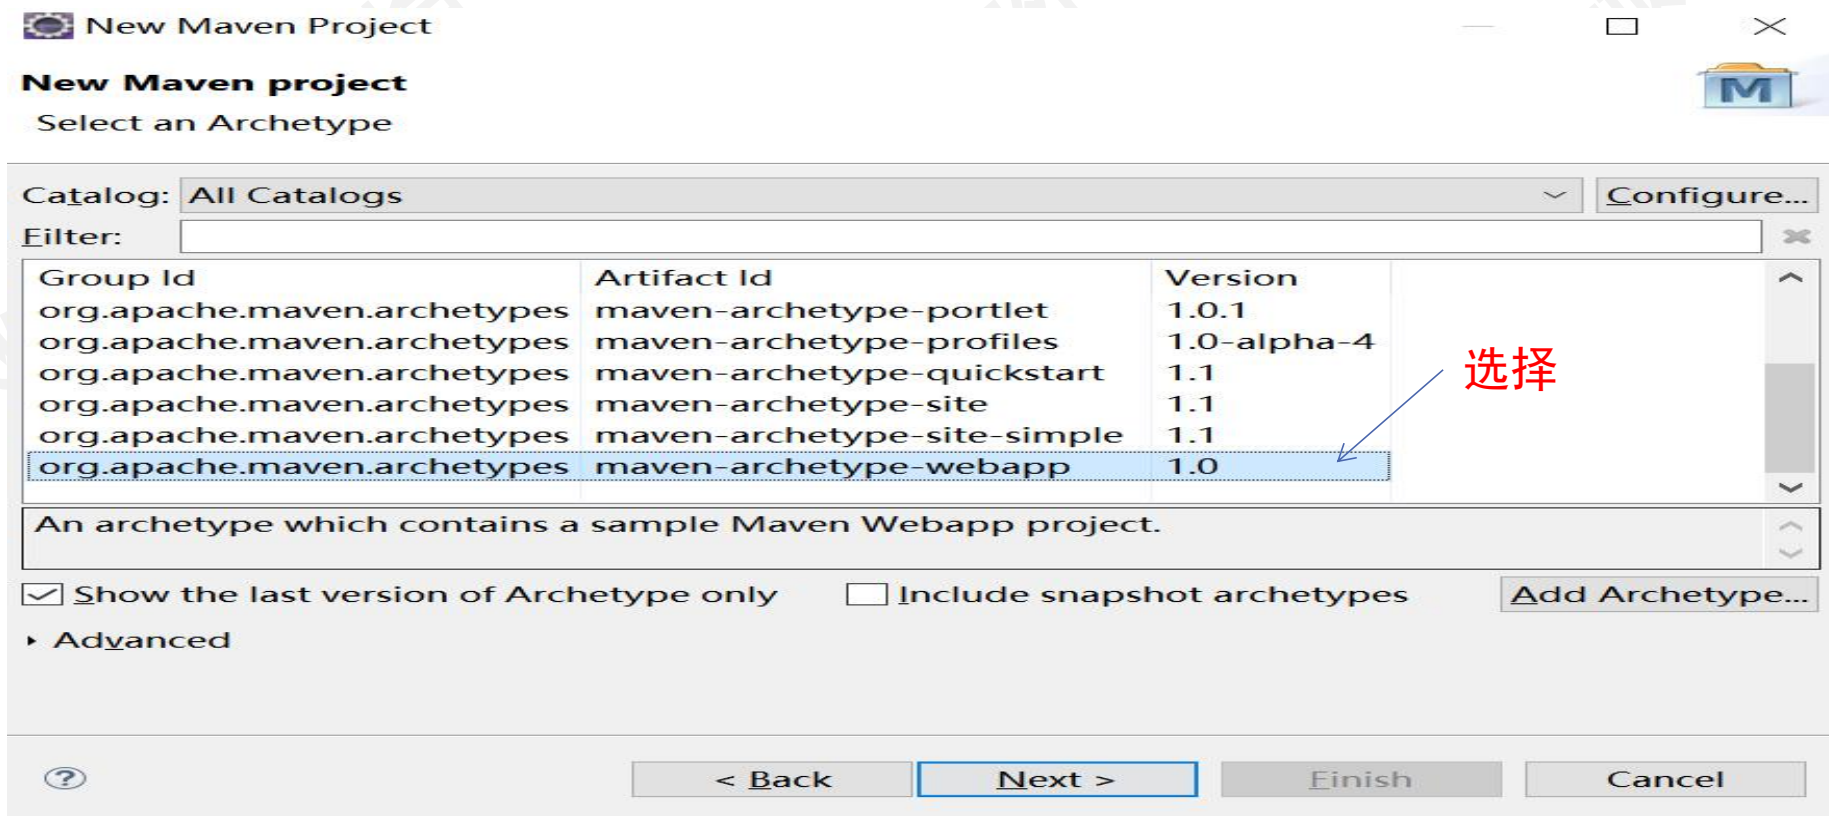 New Maven Project
New Maven project
Select an Archetype
M
Catalog: All Catalogs Configure...
Filter:
Group Id Artifact Id Version
org.apache.maven.archetypes maven-archetype-portlet 1.0.1
org.apache.maven.archetypes maven-archetype-profiles 1.0-alpha-4
org.apache.maven.archetypes maven-archetype-quickstart 1.1
选择
org.apache.maven.archetypes maven-archetype-site 1.1
org.apache.maven.archetypes maven-archetype-site-simple 1.1
org.apache.maven.archetypes maven-archetype-webapp 1.0
An archetype which contains a sample Maven Webapp project.
Show the last version of Archetype only Include snapshot archetypes Add Archetype...
Advanced
? < Back Next > Finish Cancel